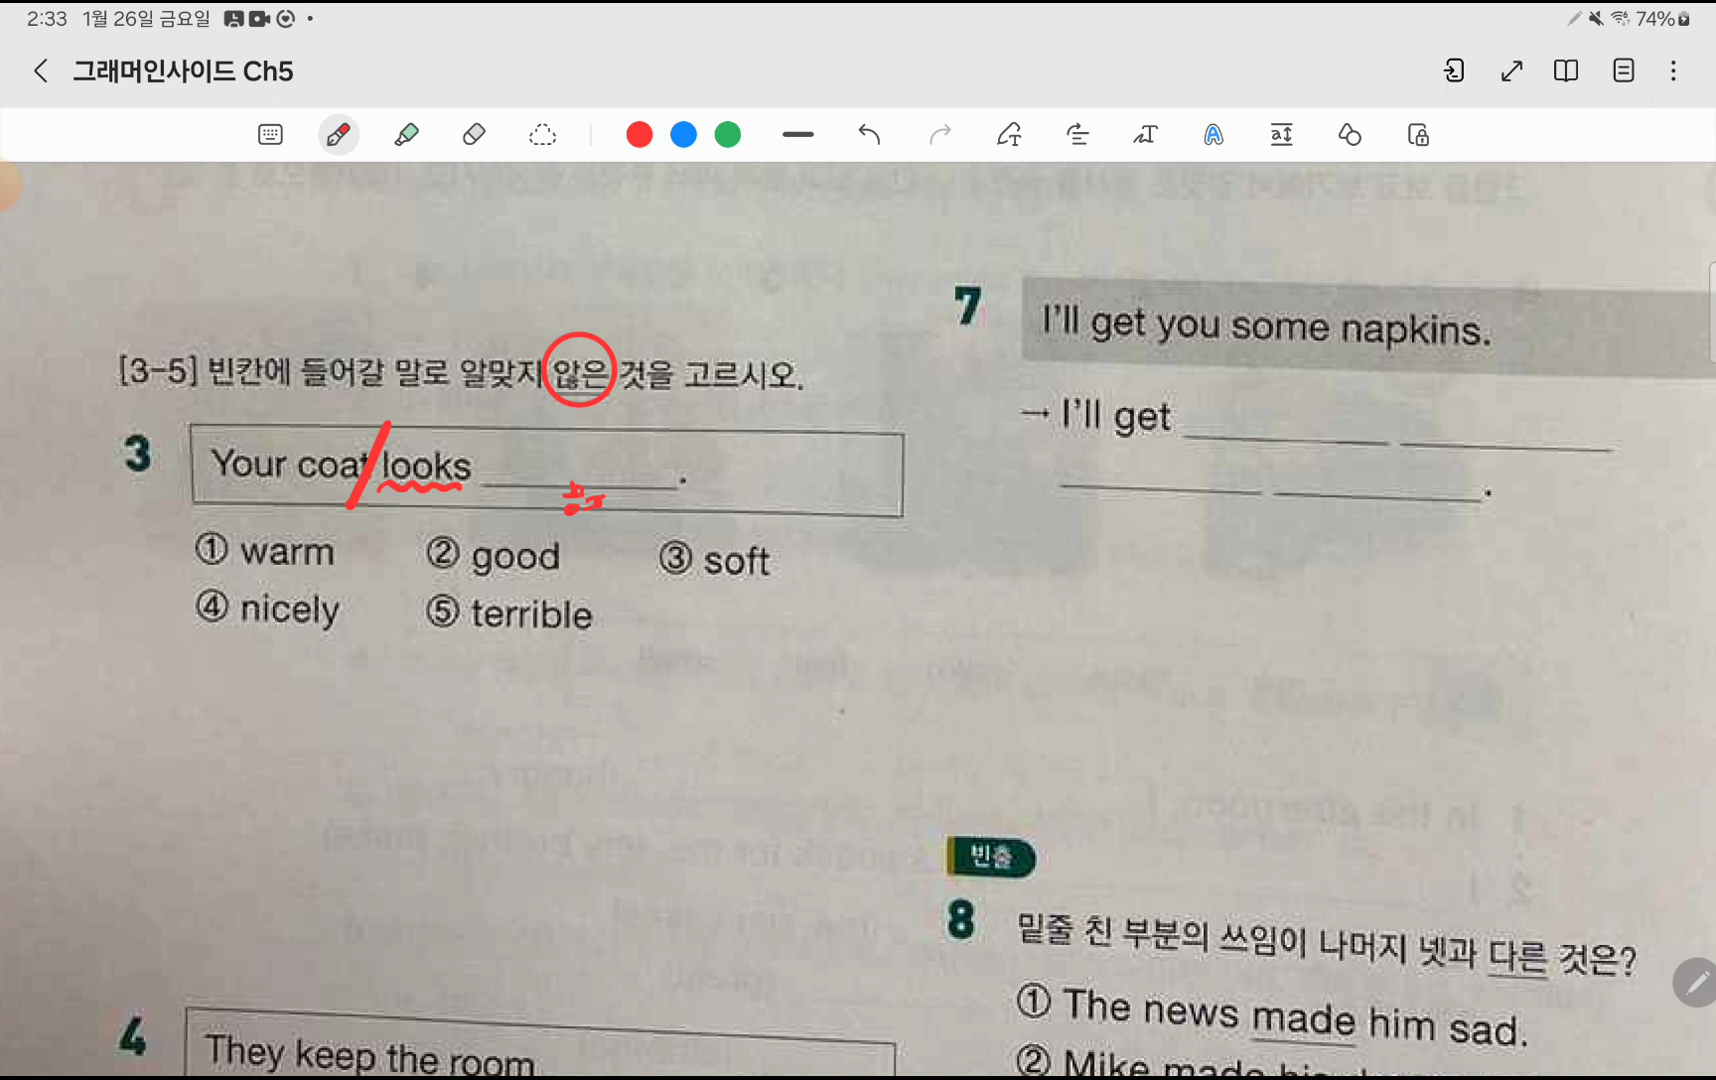 2:33 1월 26일 금요일
74%
그래머인사이드 Ch5
[3-5] 빈칸에 들어갈 말로 알맞지 않은 것을 고르시오.
3 Your coat looks ________.
① warm ② good ③ soft
④ nicely ⑤ terrible
4 They keep the room
7 I'll get you some napkins.
→ I'll get ________ ________
________ ________.
빈출
8 밑줄 친 부분의 쓰임이 나머지 넷과 다른 것은?
① The news made him sad.
② Mike made